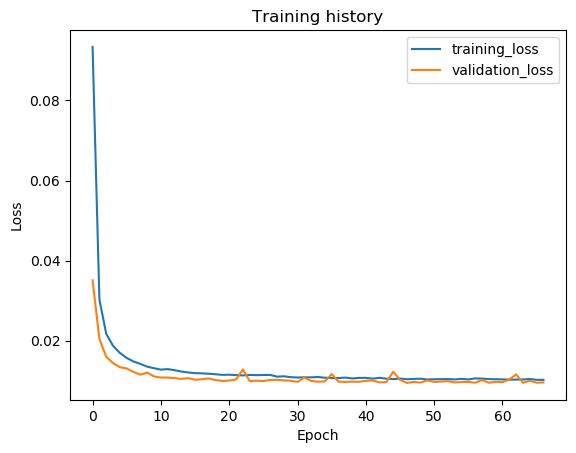 Training history
training_loss
validation_loss
0.08
0.06
0.04
0.02
Loss
0 10 20 30 40 50 60
Epoch